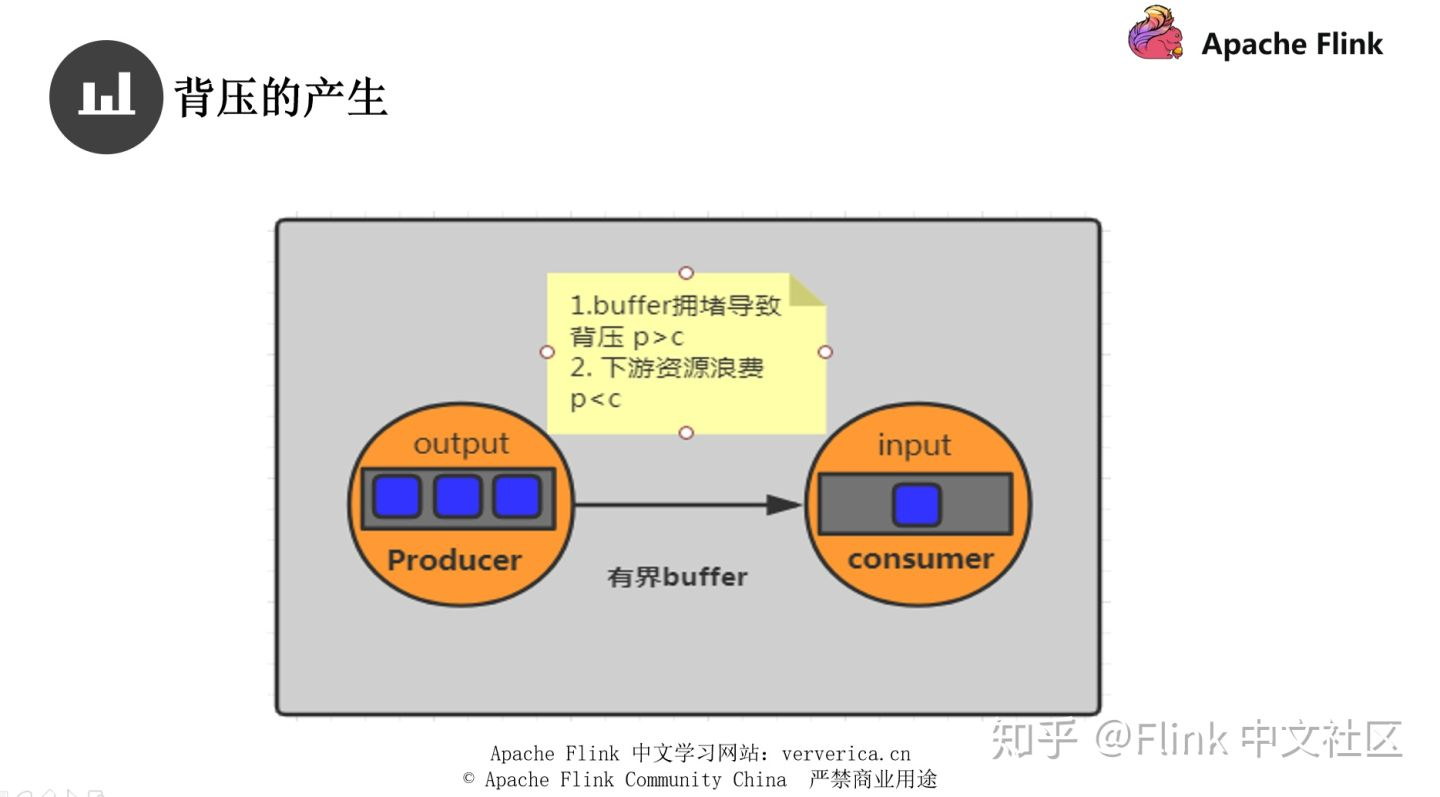 Apache Flink
背压的产生
1.buffer拥堵导致
背压 p>c
2. 下游资源浪费
p<c
output
input
Producer
consumer
有界buffer
知乎 @Flink 中文社区
Apache Flink 中文学习网站：ververica.cn
© Apache Flink Community China 严禁商业用途